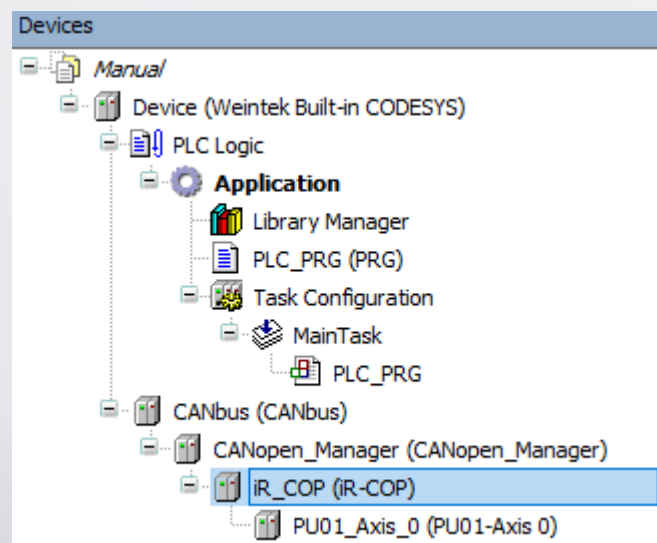 Devices
Manual
Device (Weintek Built-in CODESYS)
PLC Logic
Application
Library Manager
PLC_PRG (PRG)
Task Configuration
MainTask
PLC_PRG
CANbus (CANbus)
CANopen_Manager (CANopen_Manager)
iR_COP (iR-COP)
PU01_Axis_0 (PU01-Axis 0)